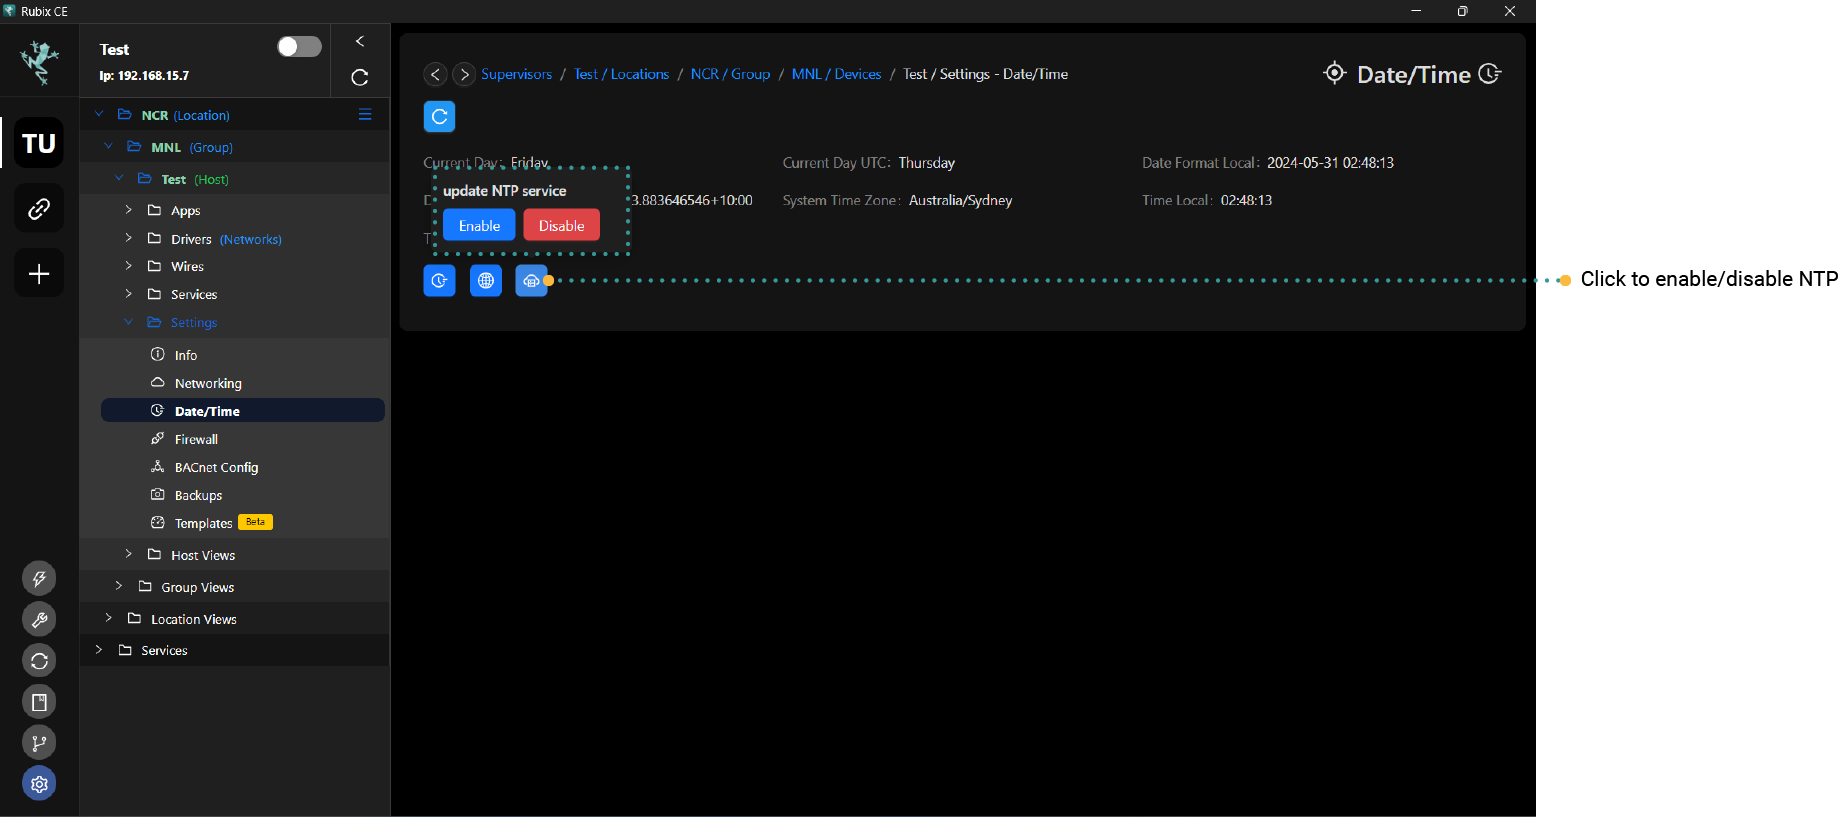 Rubix CE
Test
Ip: 192.168.15.7
TU
NCR (Location)
MNL (Group)
Test (Host)
Apps
Drivers (Networks)
Wires
Services
Settings
Info
Networking
Date/Time
Firewall
BACnet Config
Backups
Templates Beta
Host Views
Group Views
Location Views
Services
Supervisors / Test / Locations / NCR / Group / MNL / Devices / Test / Settings - Date/Time
Date/Time
Current Day: Friday
Current Day UTC: Thursday
Date Format Local: 2024-05-31 02:48:13
3.883646546+10:00
System Time Zone: Australia/Sydney
Time Local: 02:48:13
update NTP service
Enable Disable
Click to enable/disable NTP